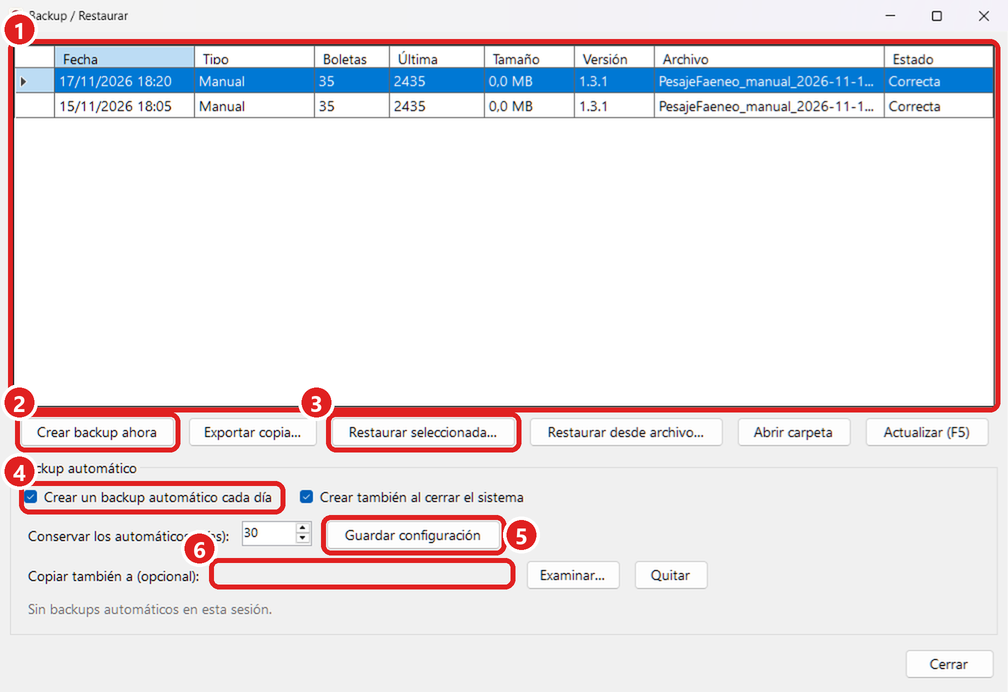 1
Backup / Restaurar
Fecha Tipo Boletas Última Tamaño Versión Archivo Estado
17/11/2026 18:20 Manual 35 2435 0,0 MB 1.3.1 PesajeFaeneo_manual_2026-11-1... Correcta
15/11/2026 18:05 Manual 35 2435 0,0 MB 1.3.1 PesajeFaeneo_manual_2026-11-1... Correcta
2 3
Crear backup ahora Exportar copia... Restaurar seleccionada... Restaurar desde archivo... Abrir carpeta Actualizar (F5)
4 ckup automático
Crear un backup automático cada día Crear también al cerrar el sistema
Conservar los automáticos 30 Guardar configuración 5
6
Copiar también a (opcional): Examinar... Quitar
Sin backups automáticos en esta sesión.
Cerrar